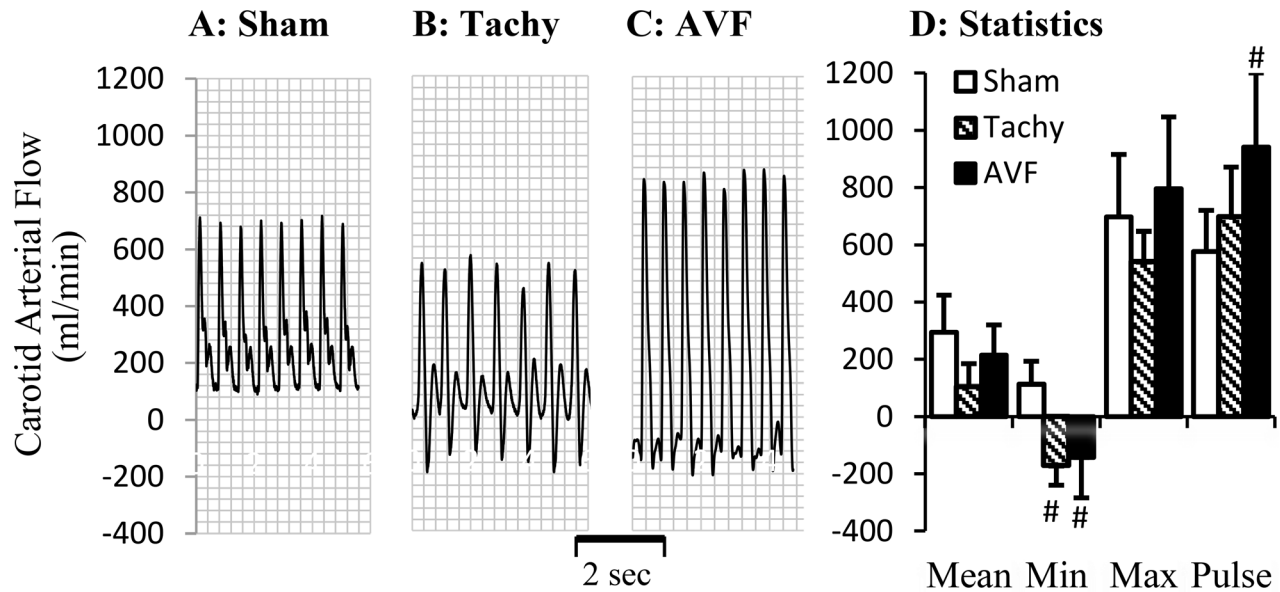 A: Sham
B: Tachy
C: AVF
D: Statistics
Carotid Arterial Flow
(ml/min)
1200
1000
800
600
400
200
0
-200
-400
2 sec
1200
1000
800
600
400
200
0
-200
-400
Sham
Tachy
AVF
#
# #
Mean Min Max Pulse